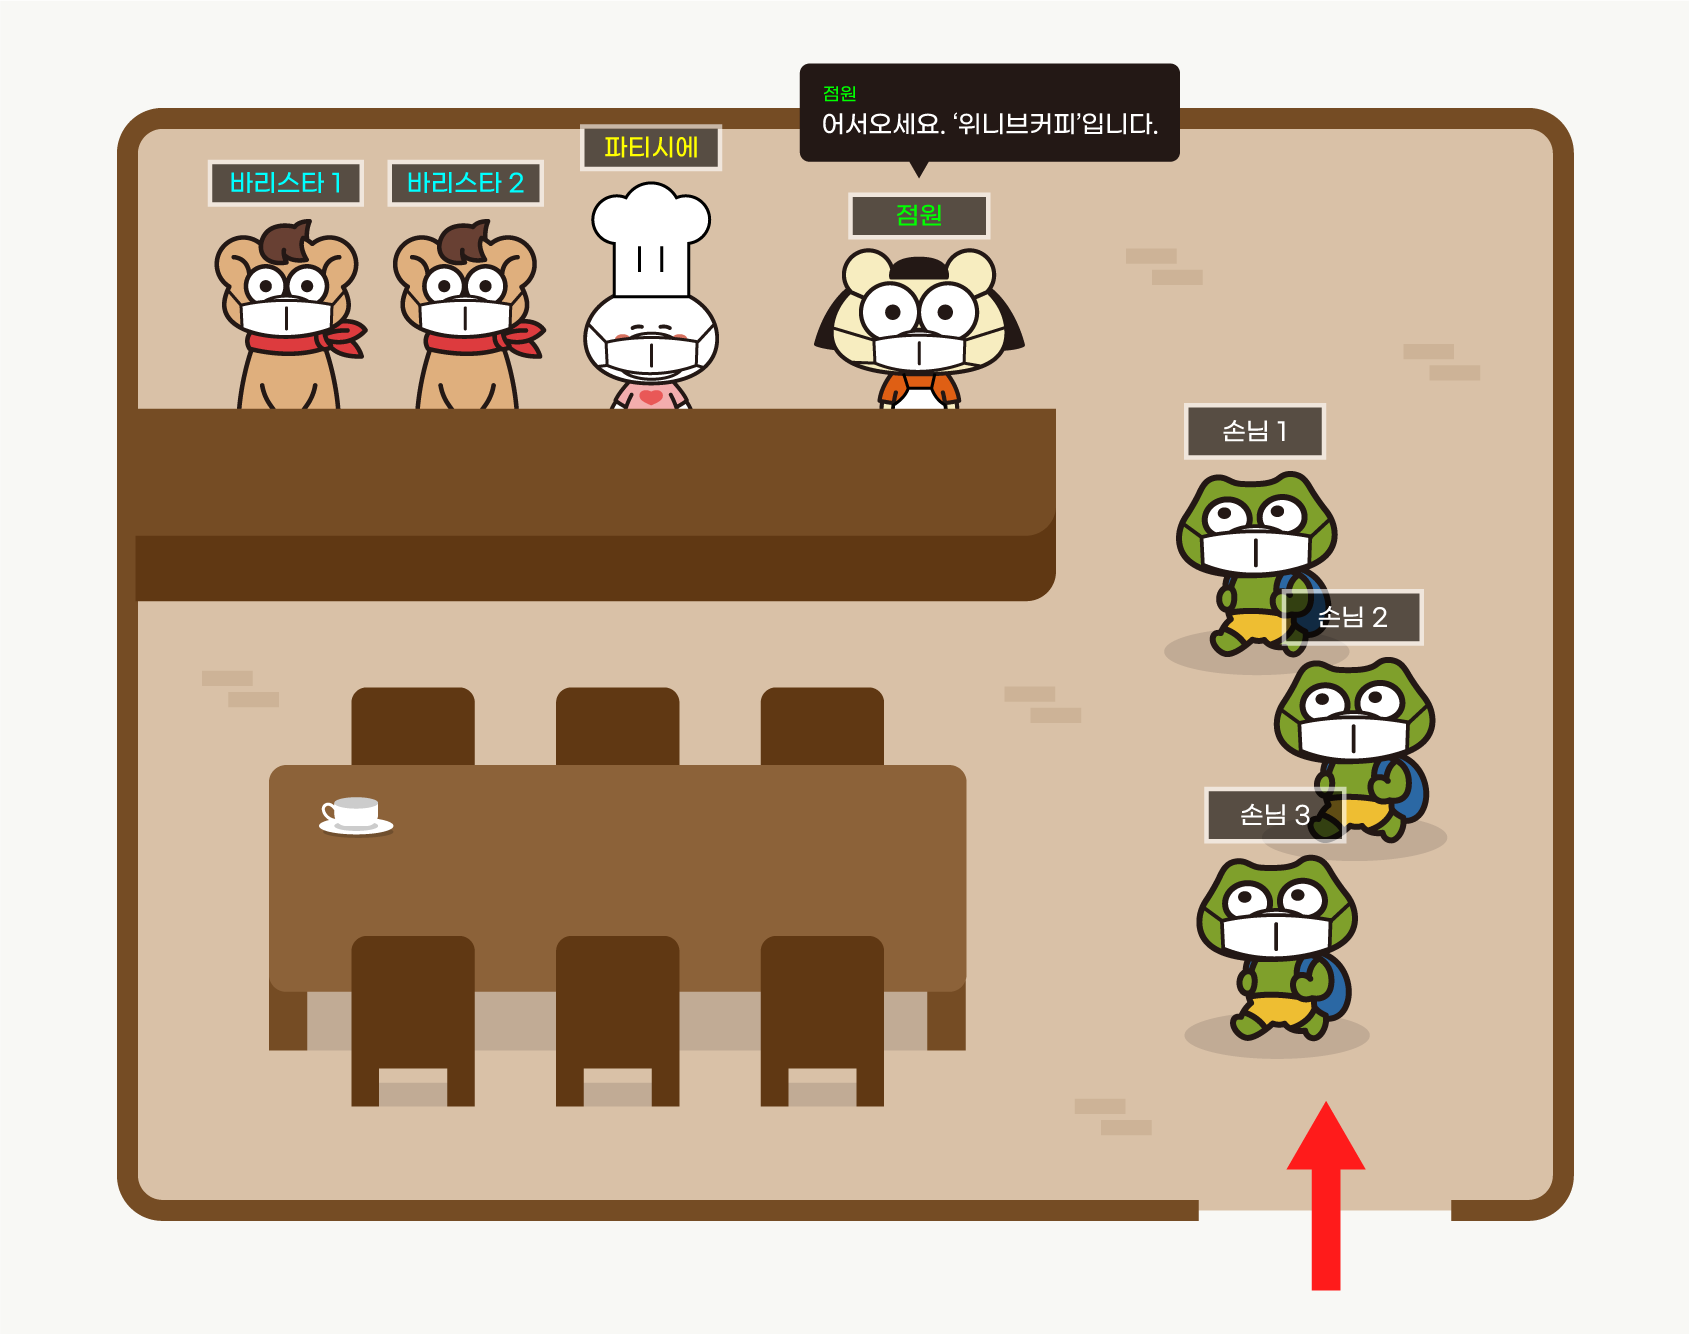 점원
어서오세요. ‘위니브커피’입니다.
파티시에
바리스타 1
바리스타 2
점원
손님 1
손님 2
손님 3